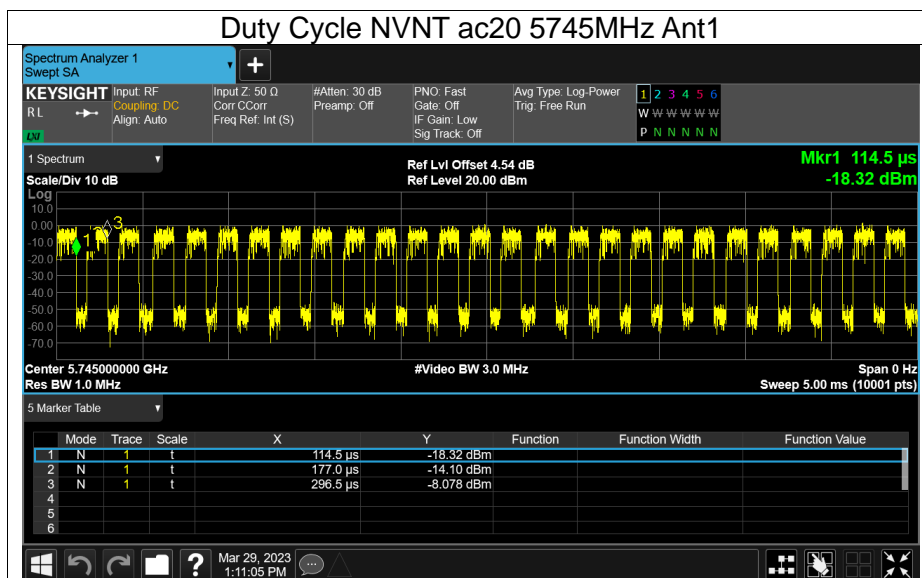 Duty Cycle NVNT ac20 5745MHz Ant1
Spectrum Analyzer 1
Swept SA
KEYSIGHT Input: RF Input Z: 50 Ω #Atten: 30 dB PNO: Fast Avg Type: Log-Power 1 2 3 4 5 6
R L Coupling: DC Corr CCorr Preamp: Off Gate: Off Trig: Free Run W W W W W W
Align: Auto Freq Ref: Int (S) IF Gain: Low
LXI Sig Track: Off P N N N N N
1 Spectrum Ref Lvl Offset 4.54 dB Mkr1 114.5 µs
Scale/Div 10 dB Ref Level 20.00 dBm -18.32 dBm
Log
10.0
0.00
-10.0
-20.0
-30.0
-40.0
-50.0
-60.0
-70.0
1 3
Center 5.745000000 GHz #Video BW 3.0 MHz Span 0 Hz
Res BW 1.0 MHz Sweep 5.00 ms (10001 pts)
5 Marker Table
Mode Trace Scale X Y Function Function Width Function Value
1 N 1 t 114.5 µs -18.32 dBm
2 N 1 t 177.0 µs -14.10 dBm
3 N 1 t 296.5 µs -8.078 dBm
4
5
6
? Mar 29, 2023
1:11:05 PM